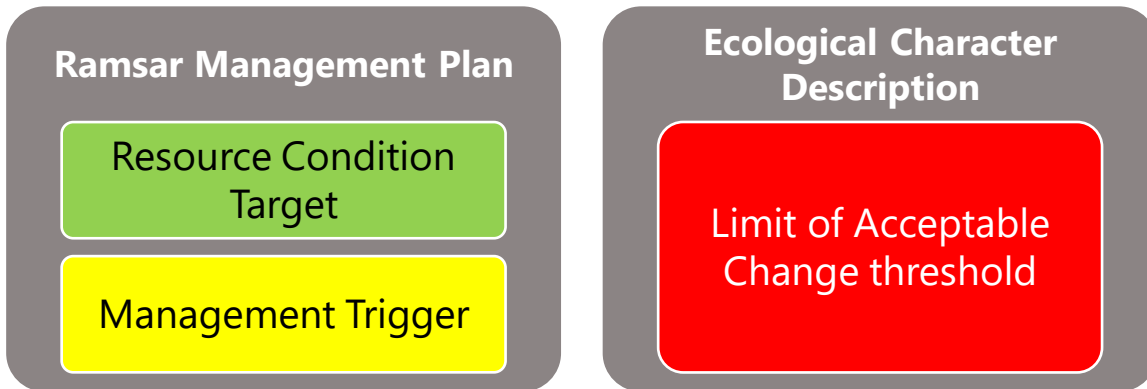 Ramsar Management Plan
Resource Condition
Target
Management Trigger
Ecological Character
Description
Limit of Acceptable
Change threshold